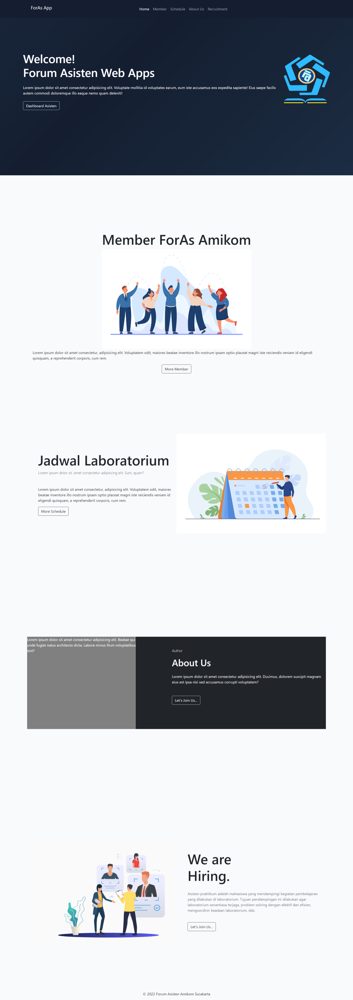 ForAs App
Home Member Schedule About Us Recruitment
Welcome!
Forum Asisten Web Apps
Lorem ipsum dolor sit amet consectetur adipisicing elit. Voluptate mollitia id voluptates earum, eum iste accusamus eos expedita sapiente! Eius saepe facilis
autem commodi doloremque illo eaque nemo quam deleniti!
Dashboard Asisten
Member ForAs Amikom
Lorem ipsum dolor sit amet consectetur, adipisicing elit. Voluptatem odit, maiores beatae inventore illo nostrum ipsam optio placeat magni iste reiciendis veniam id eligendi
quisquam, a reprehenderit corporis, cum rem.
More Member
Jadwal Laboratorium
Lorem ipsum dolor sit, amet consectetur adipisicing elit. Sunt, quam?
Lorem ipsum dolor sit amet consectetur, adipisicing elit. Voluptatem odit, maiores
beatae inventore illo nostrum ipsam optio placeat magni iste reiciendis veniam id
eligendi quisquam, a reprehenderit corporis, cum rem.
More Schedule
Lorem ipsum dolor sit amet consectetur adipisicing elit. Beatae qui
unde fugiat natus architecto dicta. Labore minus illum voluptatibus
sint?
Author
About Us
Lorem ipsum dolor sit amet consectetur adipisicing elit. Ducimus, dolorem suscipit magnam
eius est ipsa nisi sed accusamus corrupti voluptatem?
Let's Join Us...
We are
Hiring.
Asisten praktikum adalah mahasiswa yang mendampingi kegiatan pembelajaran
yang dilakukan di laboratorium. Tujuan pendampingan ini dilakukan agar
laboratorium senantiasa terjaga, problem solving dengan efektif dan efisien,
mengoordinir keadaan laboratorium, dsb.
Let's Join Us...
© 2022 Forum Asisten Amikom Surakarta